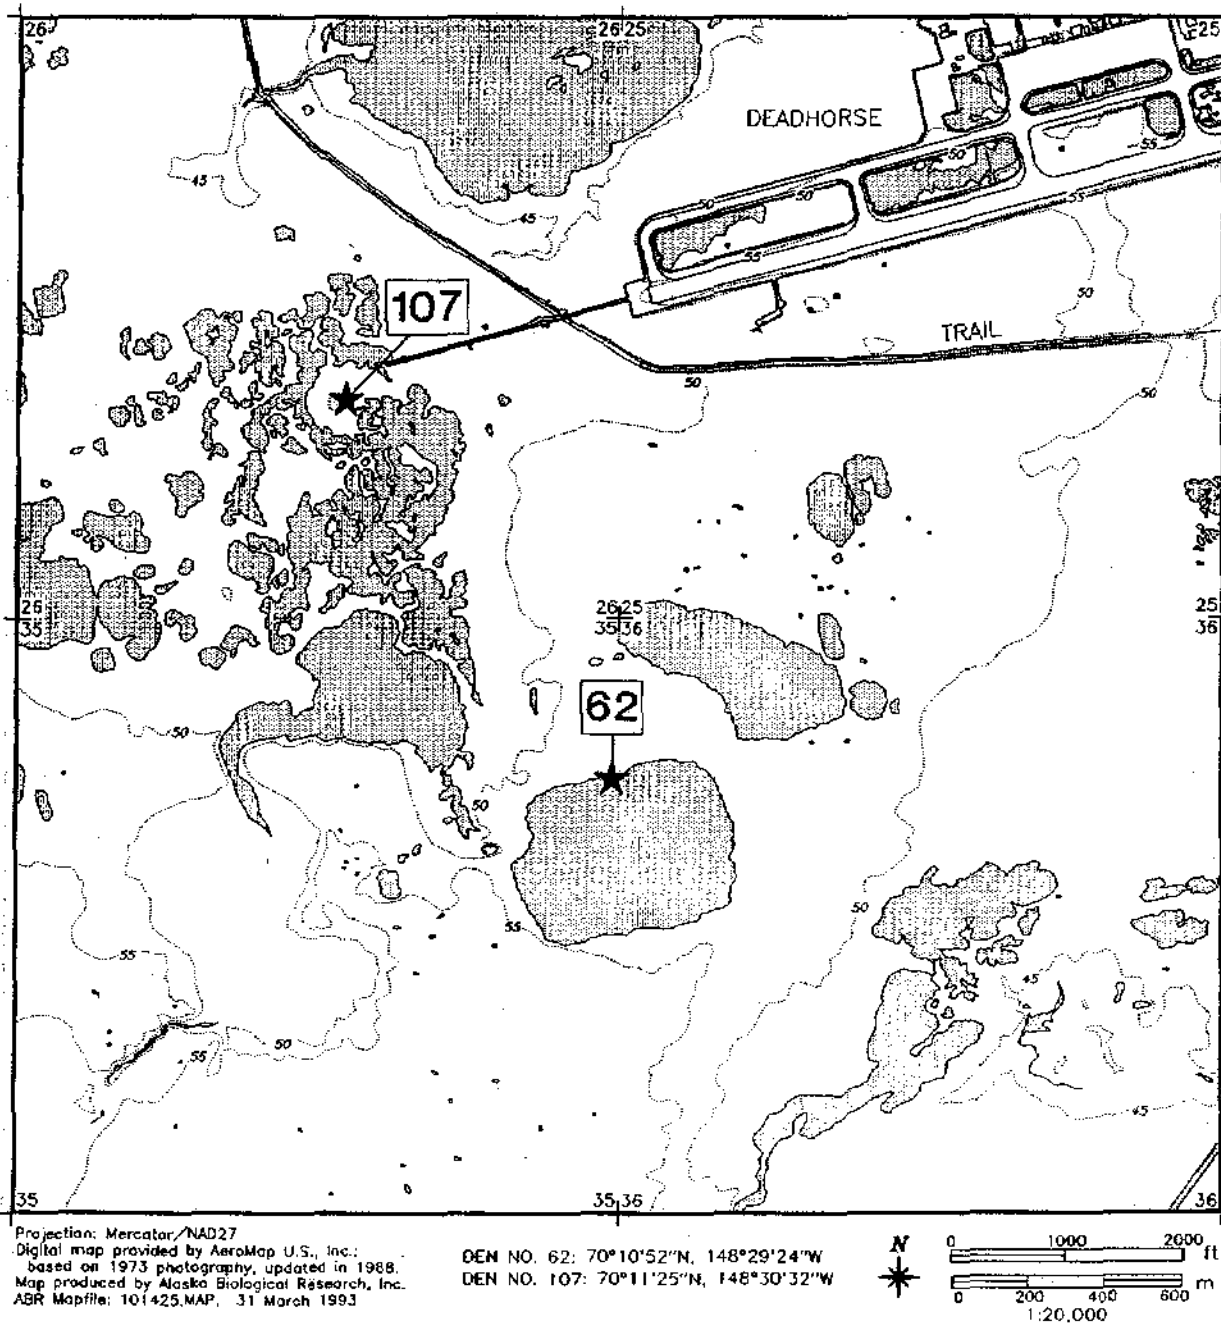 26
26 25
25
DEADHORSE
50
55
45
50
50
55
45
55
107
50
TRAIL
50
50
26 25
35 36
26
35
25
36
62
50
50
50
55
55
45
50
55
45
35
35 36
36
Projection: Mercator/NAD27
Digital map provided by AeroMap U.S., Inc.;
based on 1973 photography, updated in 1988.
Map produced by Alaska Biological Research, Inc.
ABR Mapfile: 101425.MAP, 31 March 1993
DEN NO. 62: 70°10'52"N, 148°29'24"W
DEN NO. 107: 70°11'25"N, 148°30'32"W
N
0 1000 2000 ft
0 200 400 600 m
1:20,000